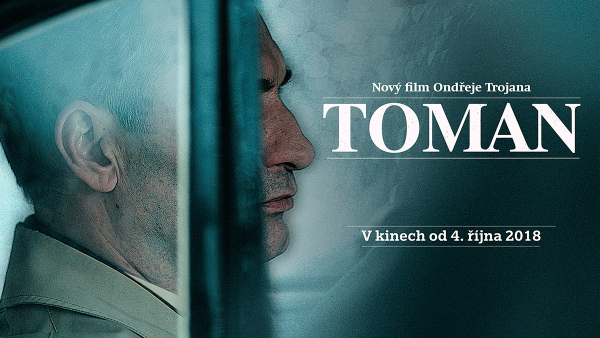 Nový film Ondřeje Trojana
TOMAN
V kinech od 4. října 2018